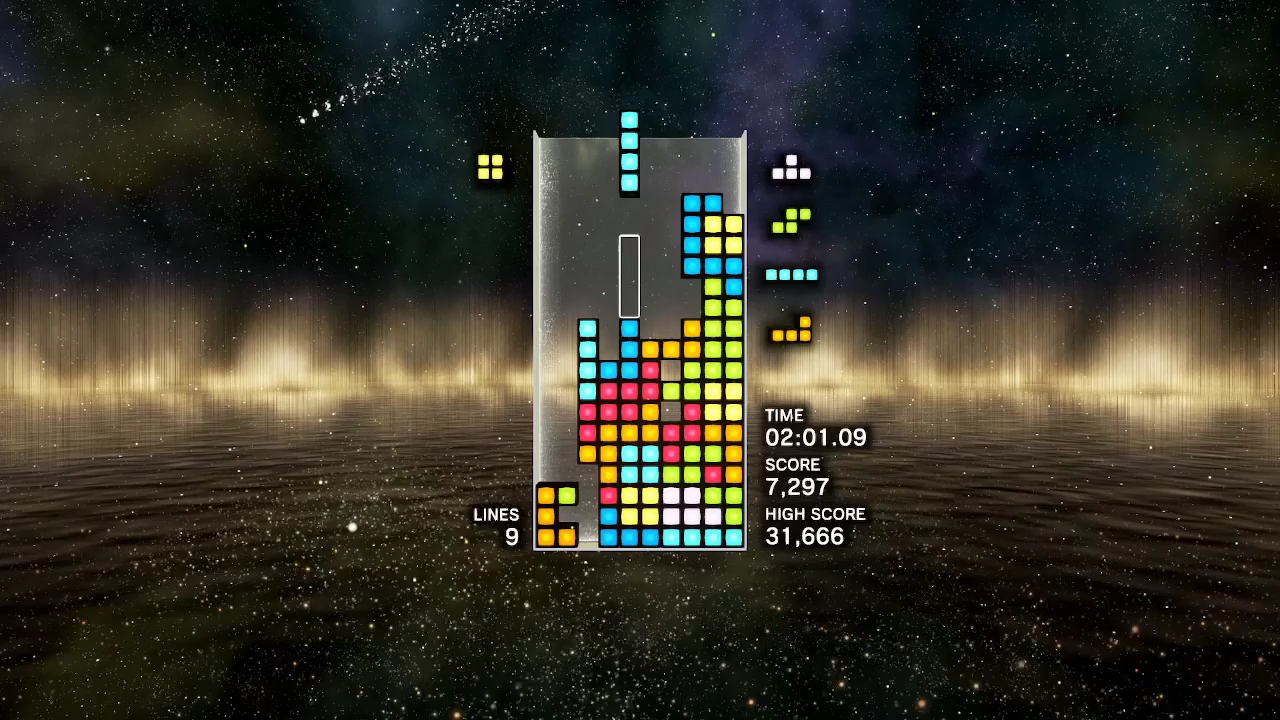 LINES
9
TIME
02:01.09
SCORE
7,297
HIGH SCORE
31,666